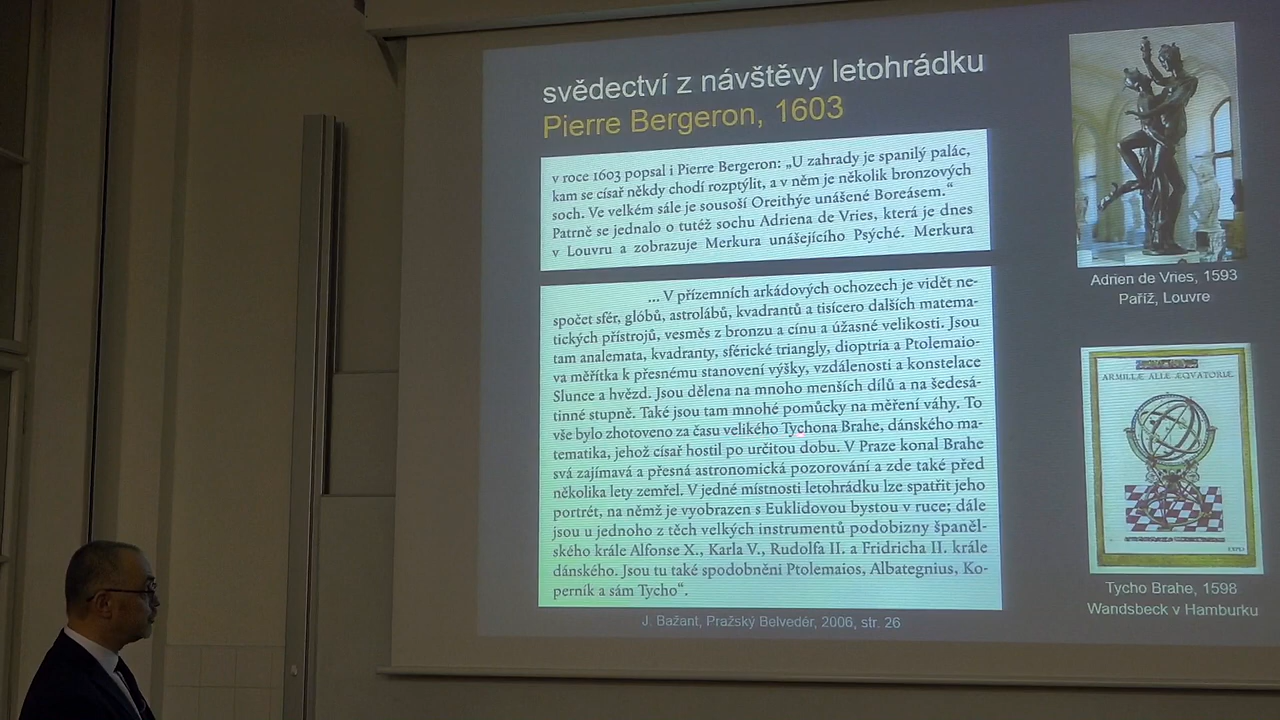 svědectví z návštěvy letohrádku
Pierre Bergeron, 1603
v roce 1603 popsal i Pierre Bergeron: „U zahrady je spanilý palác,
kam se císař někdy chodí rozptýlit, a v něm je několik bronzových
soch. Ve velkém sále je sousoší Oreithýe unášené Boreásem.“
Patrně se jednalo o tutéž sochu Adriena de Vries, která je dnes
v Louvru a zobrazuje Merkura unášejícího Psýché. Merkura
... V přízemních arkádových ochozech je vidět ne-
spočet sfér, glóbů, astrolábů, kvadrantů a tisícero dalších matema-
tických přístrojů, vesměs z bronzu a cínu a úžasné velikosti. Jsou
tam analemata, kvadranty, sférické triangly, dioptria a Ptolemaio-
va měřítka k přesnému stanovení výšky, vzdálenosti a konstelace
Slunce a hvězd. Jsou dělena na mnoho menších dílů a na šedesá-
tinné stupně. Také jsou tam mnohé pomůcky na měření váhy. To
vše bylo zhotoveno za času velikého Tychona Brahe, dánského ma-
tematika, jehož císař hostil po určitou dobu. V Praze konal Brahe
svá zajímavá a přesná astronomická pozorování a zde také před
několika lety zemřel. V jedné místnosti letohrádku lze spatřit jeho
portrét, na němž je vyobrazen s Euklidovou bystou v ruce; dále
jsou u jednoho z těch velkých instrumentů podobizny španěl-
ského krále Alfonse X., Karla V., Rudolfa II. a Fridricha II. krále
dánského. Jsou tu také spodobněni Ptolemaios, Albategnius, Ko-
perník a sám Tycho“.
J. Bažant, Pražský Belvedér, 2006, str. 26
Adrien de Vries, 1593
Paříž, Louvre
ARMILLÆ ALIÆ ÆQVATORIÆ
Tycho Brahe, 1598
Wandsbeck v Hamburku